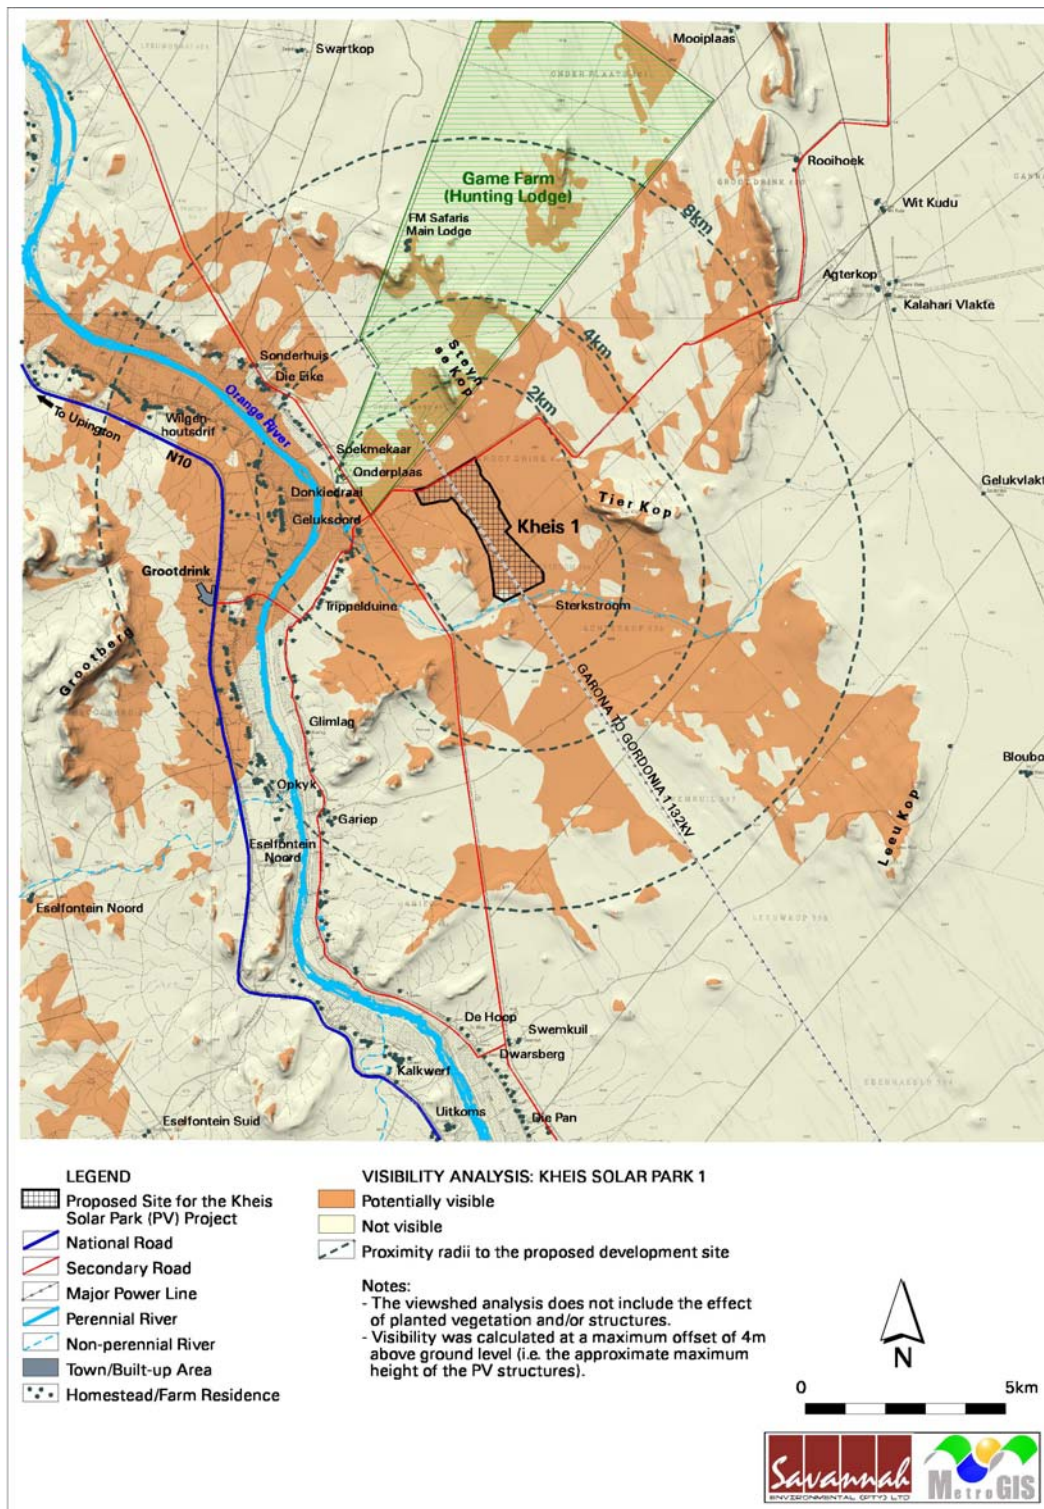 Swartkop
Mooiplaas
Game Farm
(Hunting Lodge)
Rooihoek
Wit Kudu
8km
FM Safaris
Main Lodge
Agterkop
Kalahari Vlakte
4km
Steyn
se Kop
Sonderhuis
Die Eike
2km
Orange River
To Upington
Wilgen
houtsdrif
N10
Spekmekaar
Onderplaas
Gelukvlakt
Donkiedraai
Tier Kop
Geluksoord
Kheis 1
Grootdrink
Trippelduine
Sterkstroom
Grootberg
GARONA TO GORDONIA 1 132kV
Glimlag
Opkyk
Bloubo
Gariep
Leeu Kop
Eselfontein
Noord
Eselfontein Noord
De Hoop
Swemkuil
Dwarsberg
Kalkwerf
Uitkoms
Die Pan
Eselfontein Suid
LEGEND
Proposed Site for the Kheis
Solar Park (PV) Project
National Road
Secondary Road
Major Power Line
Perennial River
Non-perennial River
Town/Built-up Area
Homestead/Farm Residence
VISIBILITY ANALYSIS: KHEIS SOLAR PARK 1
Potentially visible
Not visible
Proximity radii to the proposed development site
Notes:
- The viewshed analysis does not include the effect
of planted vegetation and/or structures.
- Visibility was calculated at a maximum offset of 4m
above ground level (i.e. the approximate maximum
height of the PV structures).
N
0 5km
Savannah
ENVIRONMENTAL (PTY) LTD
MetroGIS